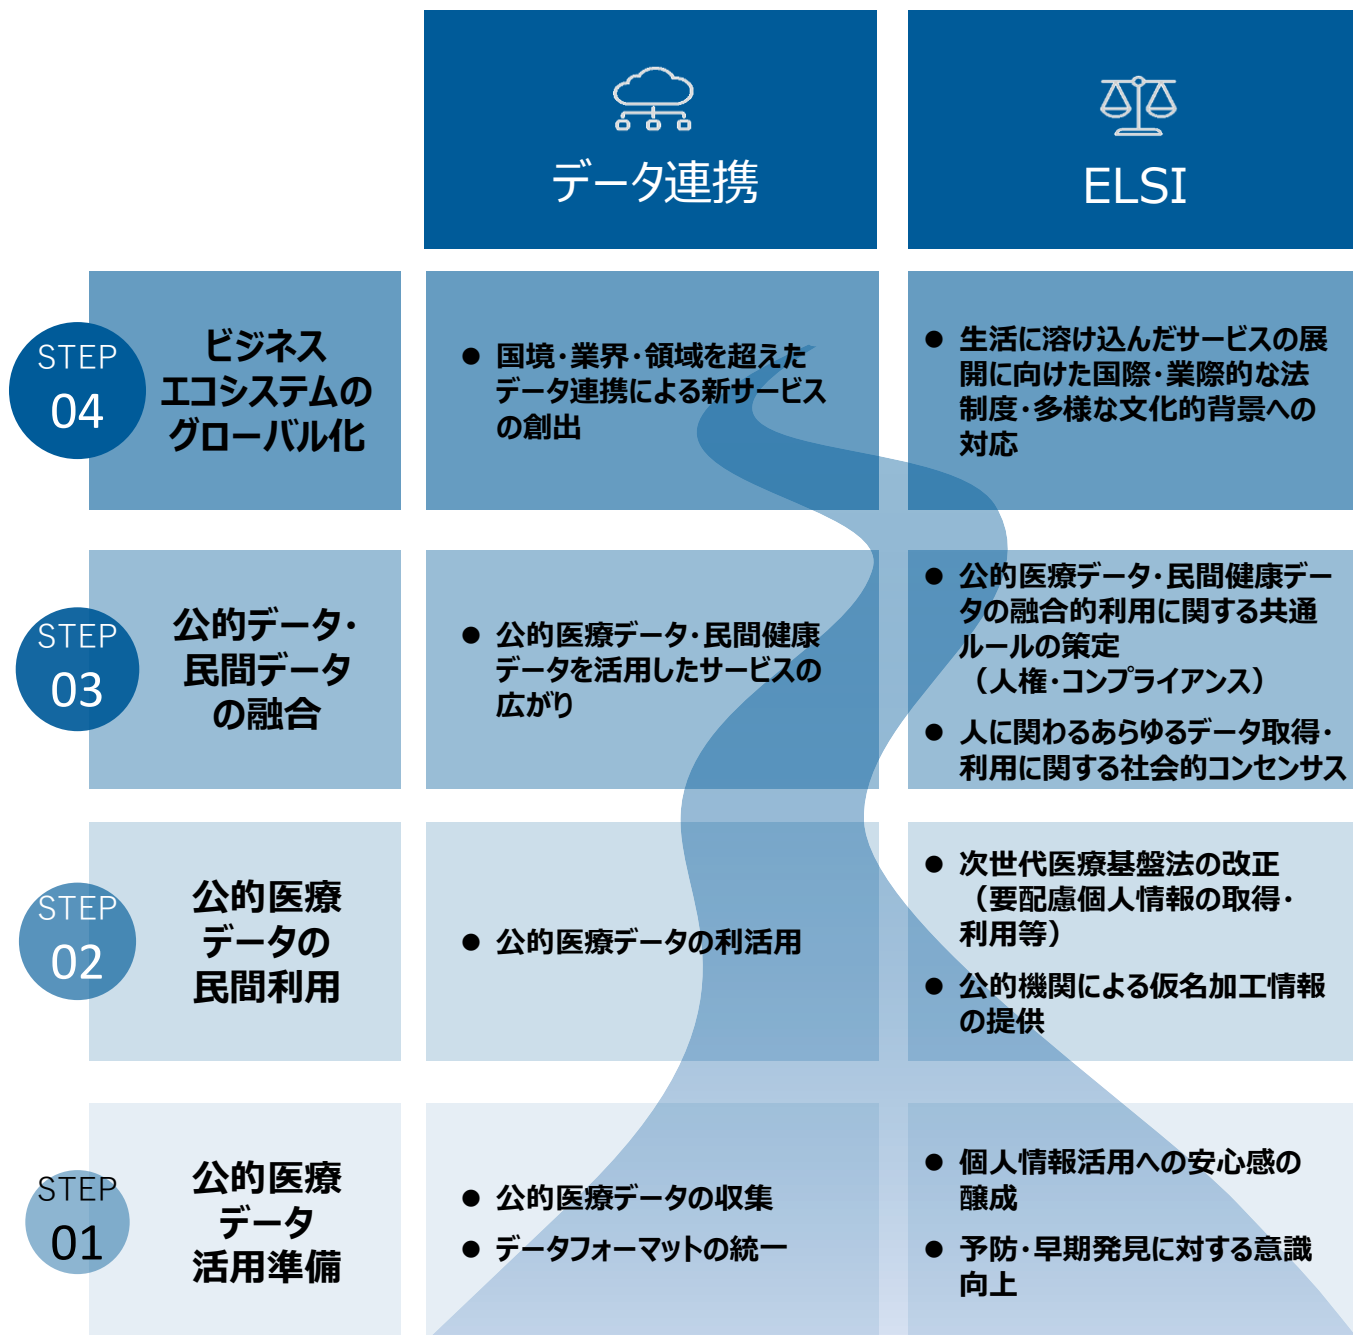 データ連携
ELSI
STEP
04
ビジネス
エコシステムの
グローバル化
● 国境・業界・領域を超えた
データ連携による新サービス
の創出
● 生活に溶け込んだサービスの展
開に向けた国際・業際的な法
制度・多様な文化的背景への
対応
STEP
03
公的データ・
民間データ
の融合
● 公的医療データ・民間健康
データを活用したサービスの
広がり
● 公的医療データ・民間健康デー
タの融合的利用に関する共通
ルールの策定
（人権・コンプライアンス）
● 人に関わるあらゆるデータ取得・
利用に関する社会的コンセンサス
STEP
02
公的医療
データの
民間利用
● 公的医療データの利活用
● 次世代医療基盤法の改正
（要配慮個人情報の取得・
利用等）
● 公的機関による仮名加工情報
の提供
STEP
01
公的医療
データ
活用準備
● 公的医療データの収集
● データフォーマットの統一
● 個人情報活用への安心感の
醸成
● 予防・早期発見に対する意識
向上